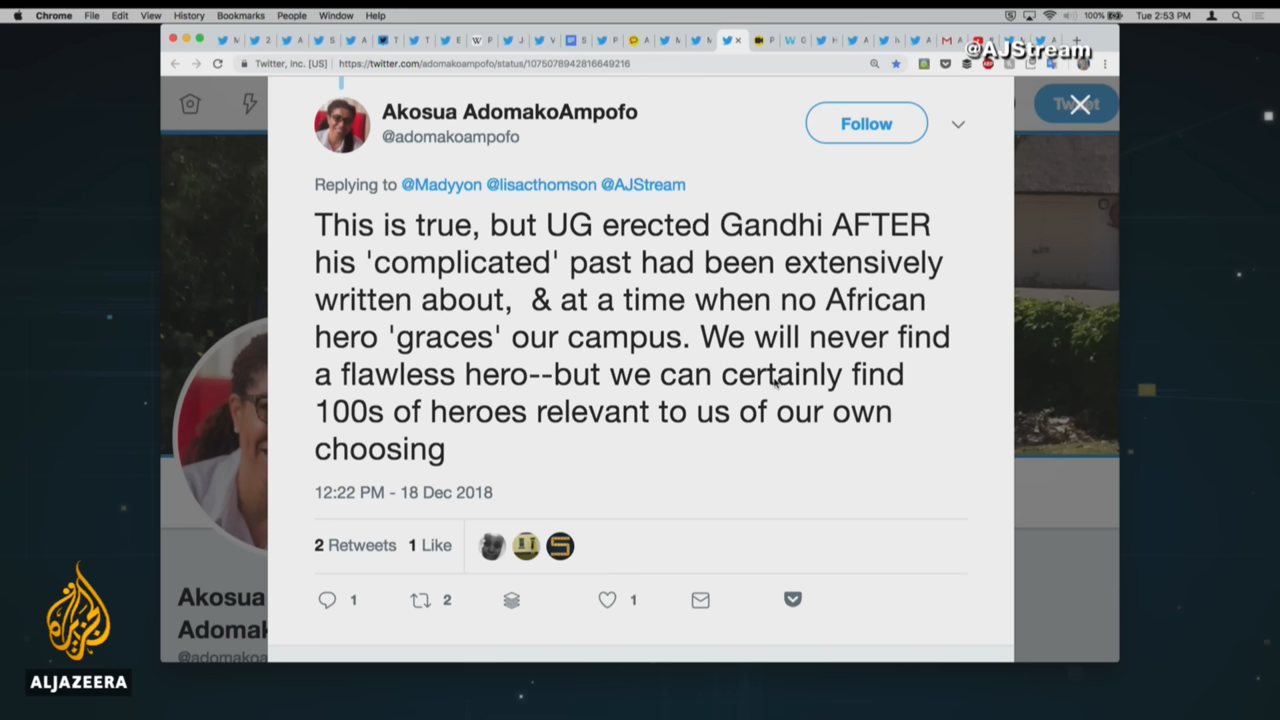 Chrome File Edit View History Bookmarks People Window Help
100% Tue 2:53 PM
@AJStream
Twitter, Inc. [US] https://twitter.com/adomakoampofo/status/1075078942816649216
Tweet
Akosua AdomakoAmpofo
@adomakoampofo
Follow
Replying to @Madyyon @lisacthomson @AJStream
This is true, but UG erected Gandhi AFTER
his 'complicated' past had been extensively
written about, & at a time when no African
hero 'graces' our campus. We will never find
a flawless hero--but we can certainly find
100s of heroes relevant to us of our own
choosing
12:22 PM - 18 Dec 2018
2 Retweets 1 Like
1 2 1
Akosua
Adomak
@adomakoa
الجزيرة
ALJAZEERA